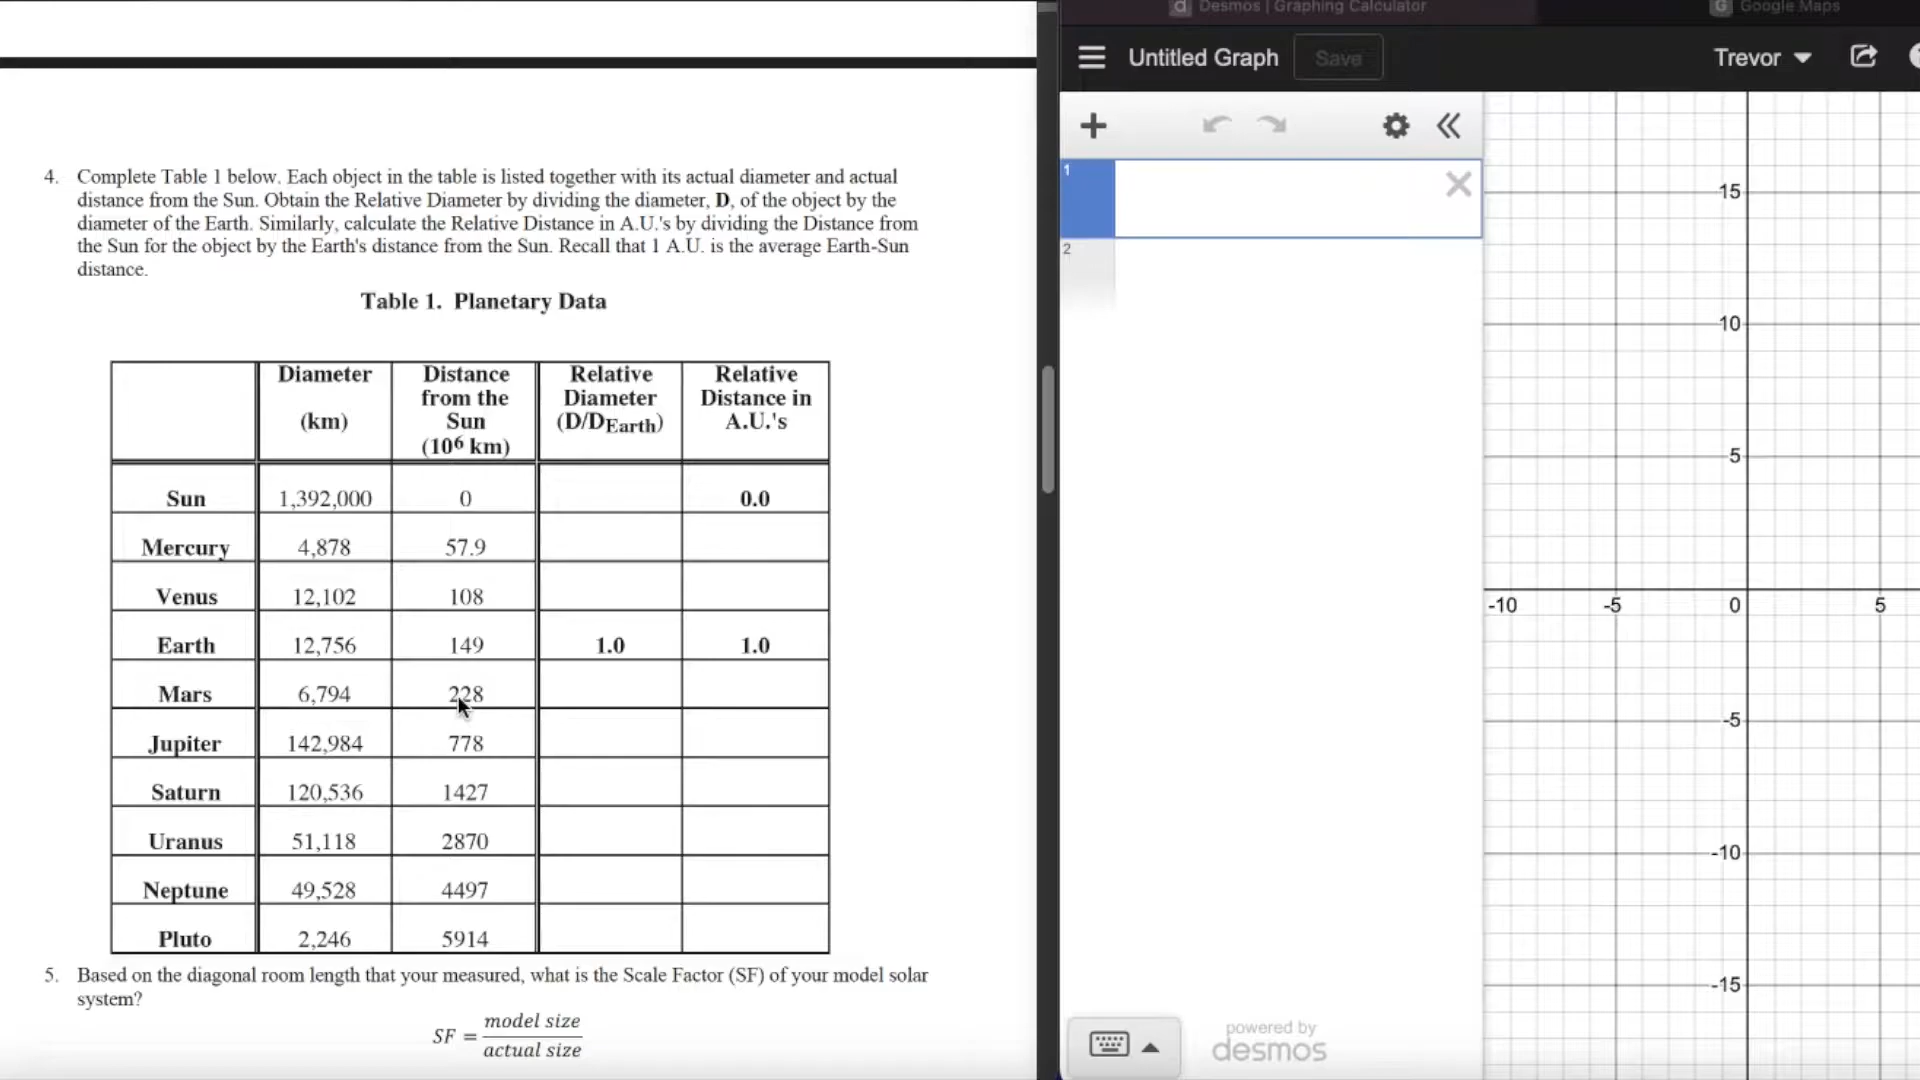 Desmos | Graphing Calculator
G Google Maps
Untitled Graph
Save
Trevor
4. Complete Table 1 below. Each object in the table is listed together with its actual diameter and actual
distance from the Sun. Obtain the Relative Diameter by dividing the diameter, D, of the object by the
diameter of the Earth. Similarly, calculate the Relative Distance in A.U.'s by dividing the Distance from
the Sun for the object by the Earth's distance from the Sun. Recall that 1 A.U. is the average Earth-Sun
distance.
Table 1. Planetary Data
Diameter (km) Distance from the Sun (10⁶ km) Relative Diameter (D/DEarth) Relative Distance in A.U.'s
Sun 1,392,000 0 0.0
Mercury 4,878 57.9
Venus 12,102 108
Earth 12,756 149 1.0 1.0
Mars 6,794 228
Jupiter 142,984 778
Saturn 120,536 1427
Uranus 51,118 2870
Neptune 49,528 4497
Pluto 2,246 5914
5. Based on the diagonal room length that your measured, what is the Scale Factor (SF) of your model solar
system?
SF = model size
actual size
1
2
15
10
5
-10 -5 0 5
-5
-10
-15
powered by
desmos